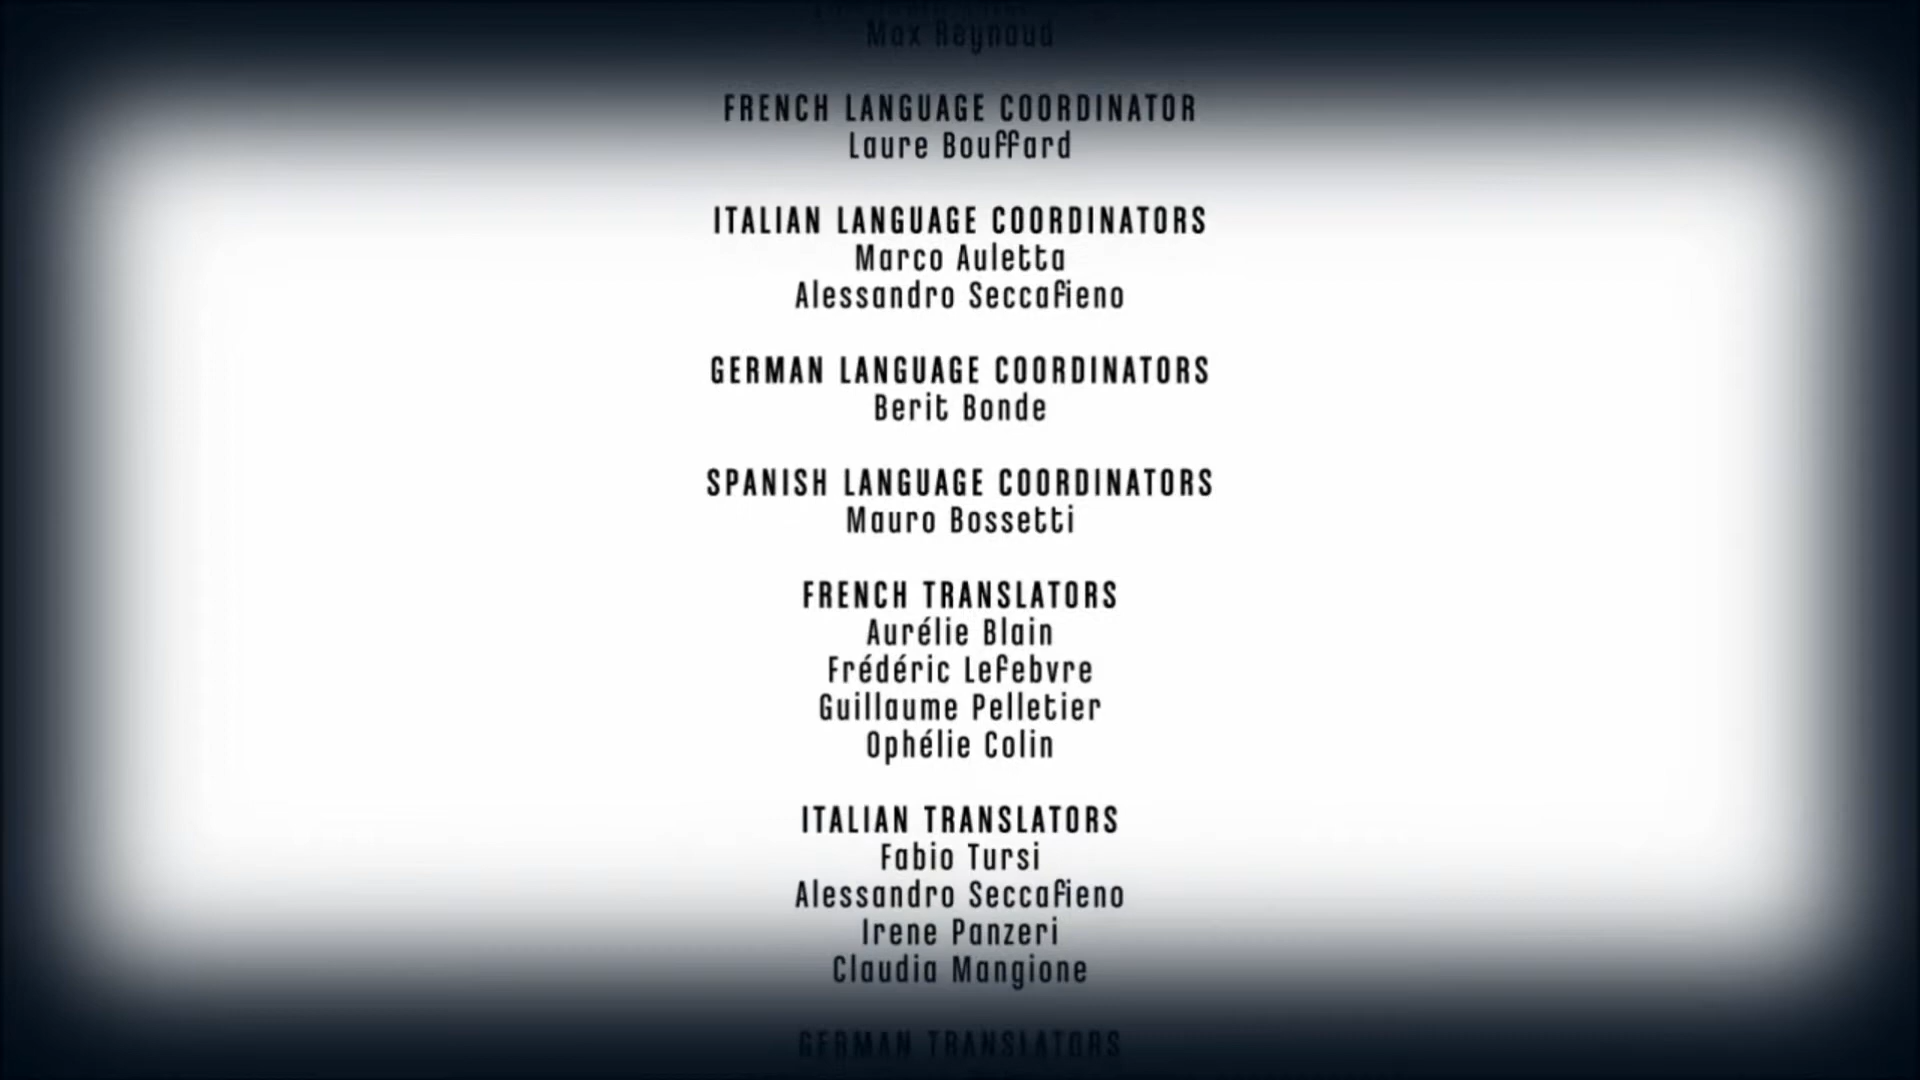 Max Reynaud
FRENCH LANGUAGE COORDINATOR
Laure Bouffard
ITALIAN LANGUAGE COORDINATORS
Marco Auletta
Alessandro Seccafieno
GERMAN LANGUAGE COORDINATORS
Berit Bonde
SPANISH LANGUAGE COORDINATORS
Mauro Bossetti
FRENCH TRANSLATORS
Aurélie Blain
Frédéric Lefebvre
Guillaume Pelletier
Ophélie Colin
ITALIAN TRANSLATORS
Fabio Tursi
Alessandro Seccafieno
Irene Panzeri
Claudia Mangione
GERMAN TRANSLATORS